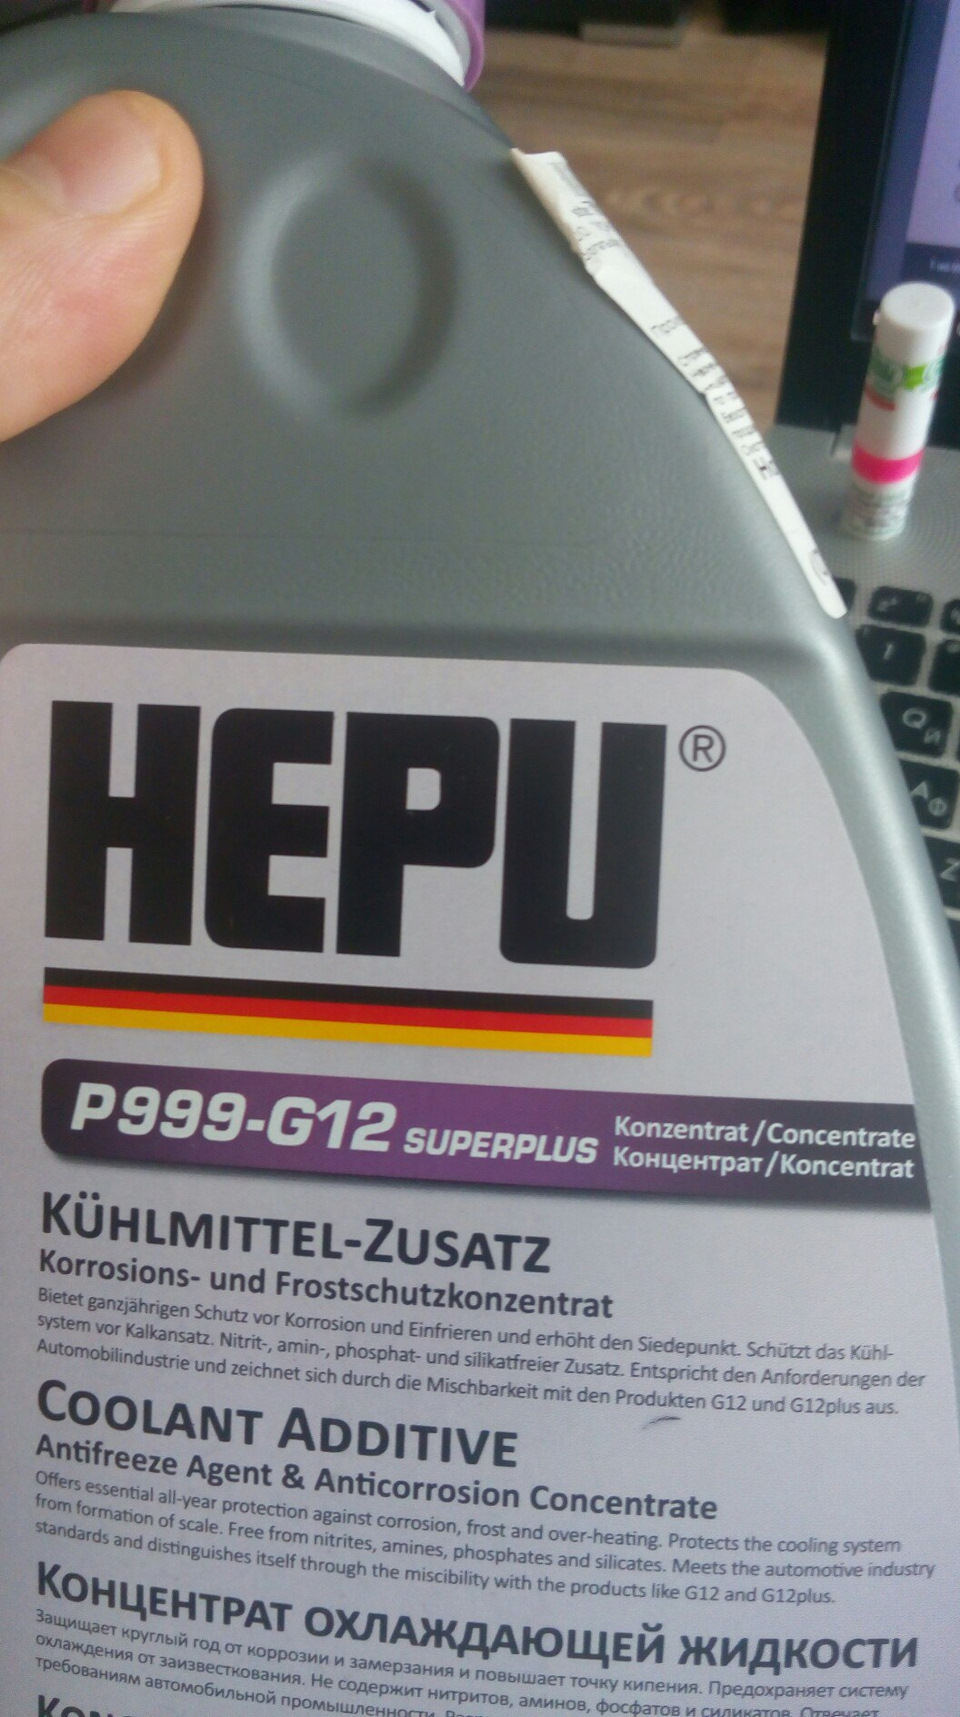 HEPU®
P999-G12 SUPERPLUS
Konzentrat/Concentrate
Концентрат/Koncentrat
KÜHLMITTEL-ZUSATZ
Korrosions- und Frostschutzkonzentrat
Bietet ganzjährigen Schutz vor Korrosion und Einfrieren und erhöht den Siedepunkt. Schützt das Kühl-
system vor Kalkansatz. Nitrit-, amin-, phosphat- und silikatfreier Zusatz. Entspricht den Anforderungen der
Automobilindustrie und zeichnet sich durch die Mischbarkeit mit den Produkten G12 und G12plus aus.
COOLANT ADDITIVE
Antifreeze Agent & Anticorrosion Concentrate
Offers essential all-year protection against corrosion, frost and over-heating. Protects the cooling system
from formation of scale. Free from nitrites, amines, phosphates and silicates. Meets the automotive industry
standards and distinguishes itself through the miscibility with the products like G12 and G12plus.
КОНЦЕНТРАТ ОХЛАЖДАЮЩЕЙ ЖИДКОСТИ
Защищает круглый год от коррозии и замерзания и повышает точку кипения. Предохраняет систему
охлаждения от заизвесткования. Не содержит нитритов, аминов, фосфатов и силикатов. Отвечает
требованиям автомобильной промышленности.
Q Й
А Ф
Z